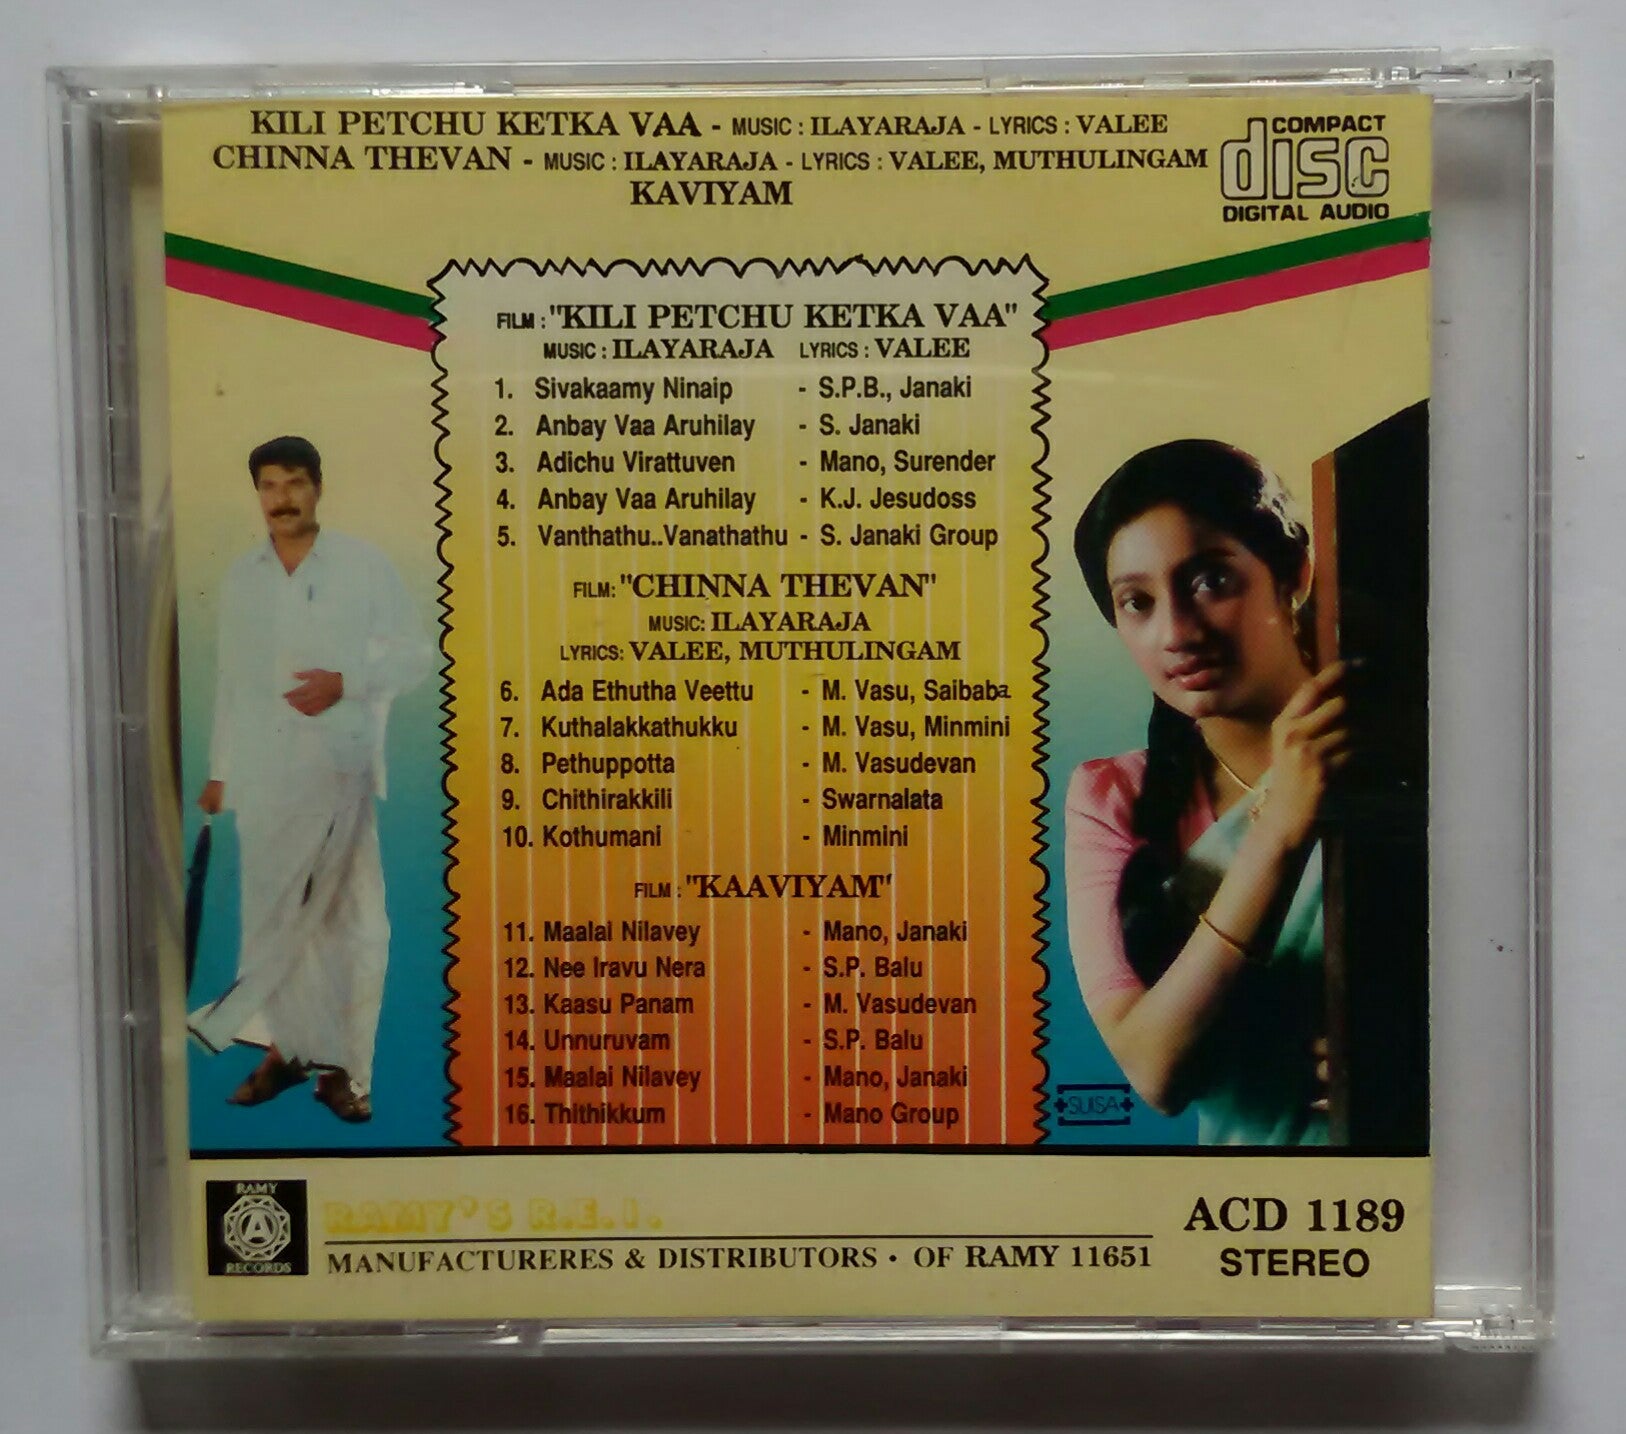 KILI PETCHU KETKA VAA - MUSIC : ILAYARAJA - LYRICS : VALEE
CHINNA THEVAN - MUSIC : ILAYARAJA - LYRICS : VALEE, MUTHULINGAM
KAVIYAM
COMPACT
disc
DIGITAL AUDIO
FILM : "KILI PETCHU KETKA VAA"
MUSIC : ILAYARAJA LYRICS : VALEE
1. Sivakaamy Ninaip - S.P.B., Janaki
2. Anbay Vaa Aruhilay - S. Janaki
3. Adichu Virattuven - Mano, Surender
4. Anbay Vaa Aruhilay - K.J. Jesudoss
5. Vanthathu..Vanathathu - S. Janaki Group
FILM: "CHINNA THEVAN"
MUSIC: ILAYARAJA
LYRICS: VALEE, MUTHULINGAM
6. Ada Ethutha Veettu - M. Vasu, Saibaba
7. Kuthalakkathukku - M. Vasu, Minmini
8. Pethuppotta - M. Vasudevan
9. Chithirakkili - Swarnalata
10. Kothumani - Minmini
FILM : "KAAVIYAM"
11. Maalai Nilavey - Mano, Janaki
12. Nee Iravu Nera - S.P. Balu
13. Kaasu Panam - M. Vasudevan
14. Unnuruvam - S.P. Balu
15. Maalai Nilavey - Mano, Janaki
16. Thithikkum - Mano Group
SUISA
RAMY
A
RECORDS
RAMY'S R.E.I.
MANUFACTURERES & DISTRIBUTORS • OF RAMY 11651
ACD 1189
STEREO